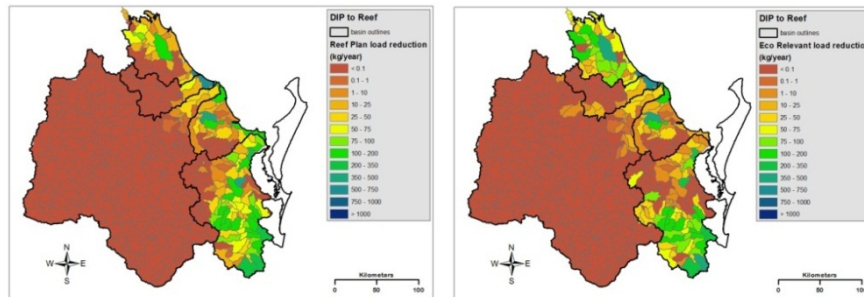 DIP to Reef
basin outlines
Reef Plan load reduction
(kg/year)
< 0.1
0.1 - 1
1 - 10
10 - 25
25 - 50
50 - 75
75 - 100
100 - 200
200 - 350
350 - 500
500 - 750
750 - 1000
> 1000
N
W E
S
Kilometers
0 50 100
DIP to Reef
basin outlines
Eco Relevant load reduction
(kg/year)
< 0.1
0.1 - 1
1 - 10
10 - 25
25 - 50
50 - 75
75 - 100
100 - 200
200 - 350
350 - 500
500 - 750
750 - 1000
> 1000
N
W E
S
Kilometers
0 50 100